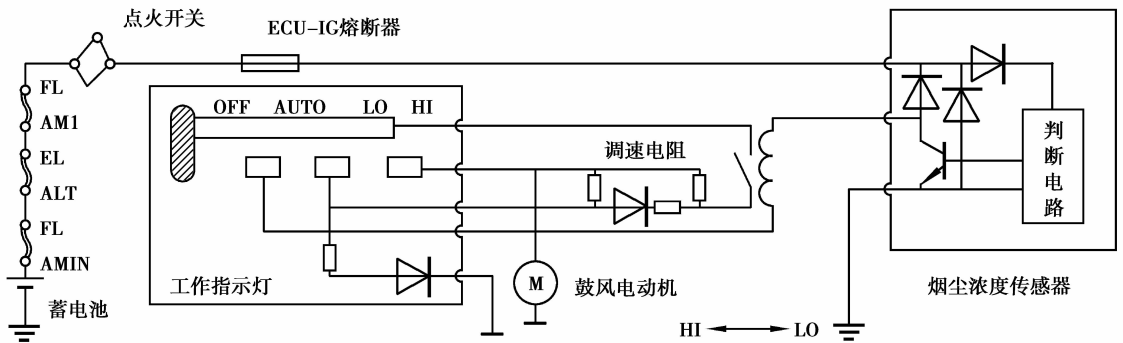 点火开关
ECU-IG熔断器
FL
AM1
EL
ALT
FL
AMIN
蓄电池
OFF AUTO LO HI
工作指示灯
调速电阻
M
鼓风电动机
HI LO
判断电路
烟尘浓度传感器